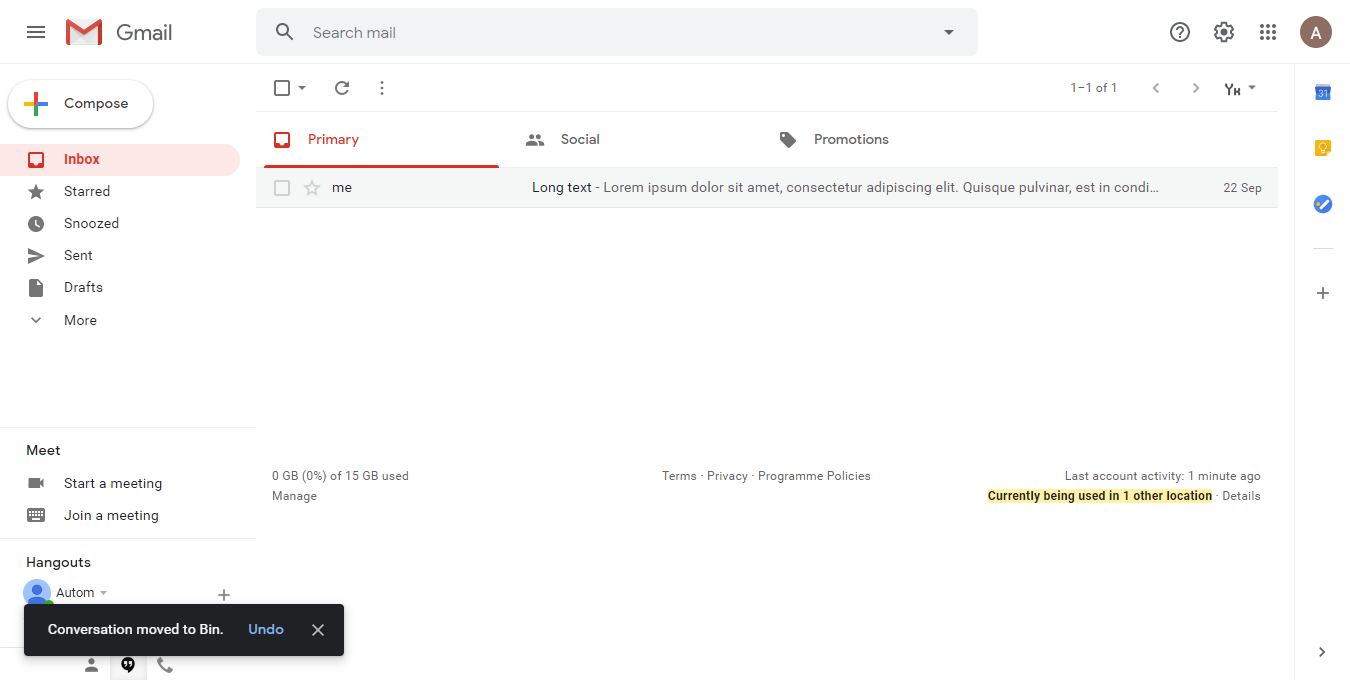 Gmail
Search mail
A
Compose
1–1 of 1
31
Primary
Social
Promotions
Inbox
me
Long text - Lorem ipsum dolor sit amet, consectetur adipiscing elit. Quisque pulvinar, est in condi...
22 Sep
Starred
Snoozed
Sent
Drafts
More
Meet
Start a meeting
Join a meeting
0 GB (0%) of 15 GB used
Manage
Terms · Privacy · Programme Policies
Last account activity: 1 minute ago
Currently being used in 1 other location · Details
Hangouts
Autom
Conversation moved to Bin.
Undo